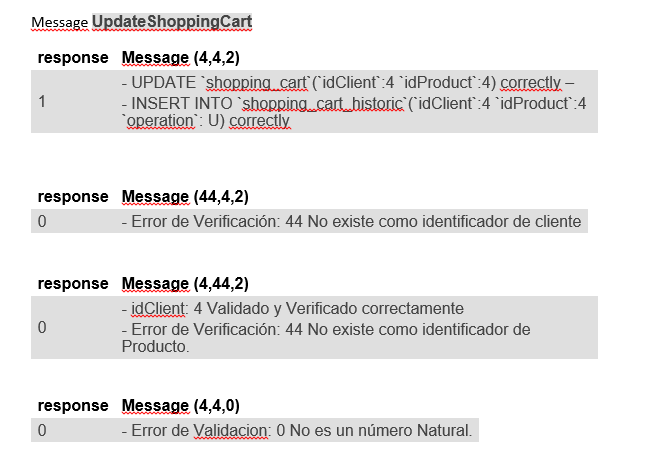 Message UpdateShoppingCart
response Message (4,4,2)
- UPDATE `shopping_cart`(`idClient`:4 `idProduct`:4) correctly –
1
- INSERT INTO `shopping_cart_historic`(`idClient`:4 `idProduct`:4
`operation`: U) correctly
response Message (44,4,2)
0 - Error de Verificación: 44 No existe como identificador de cliente
response Message (4,44,2)
- idClient: 4 Validado y Verificado correctamente
0
- Error de Verificación: 44 No existe como identificador de
Producto.
response Message (4,4,0)
0 - Error de Validacion: 0 No es un número Natural.